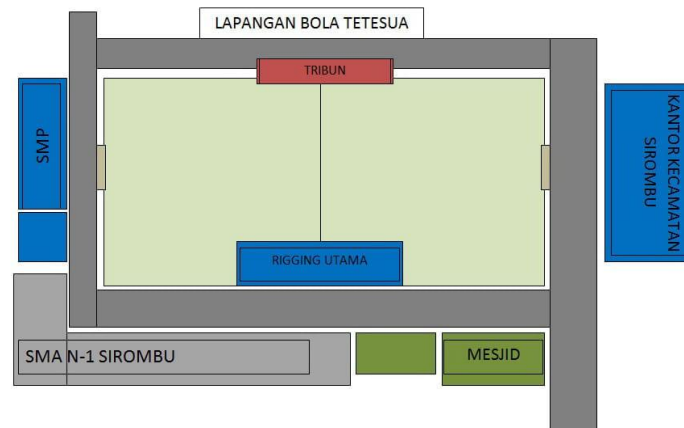 LAPANGAN BOLA TETESUA
TRIBUN
SMP
KANTOR KECAMATAN
SIROMBU
RIGGING UTAMA
SMA N-1 SIROMBU
MESJID